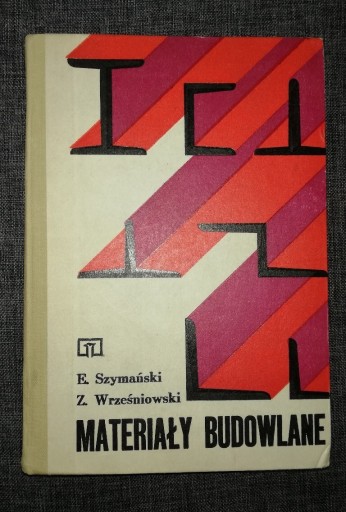 E. Szymański
Z. Wrześniowski
MATERIAŁY BUDOWLANE